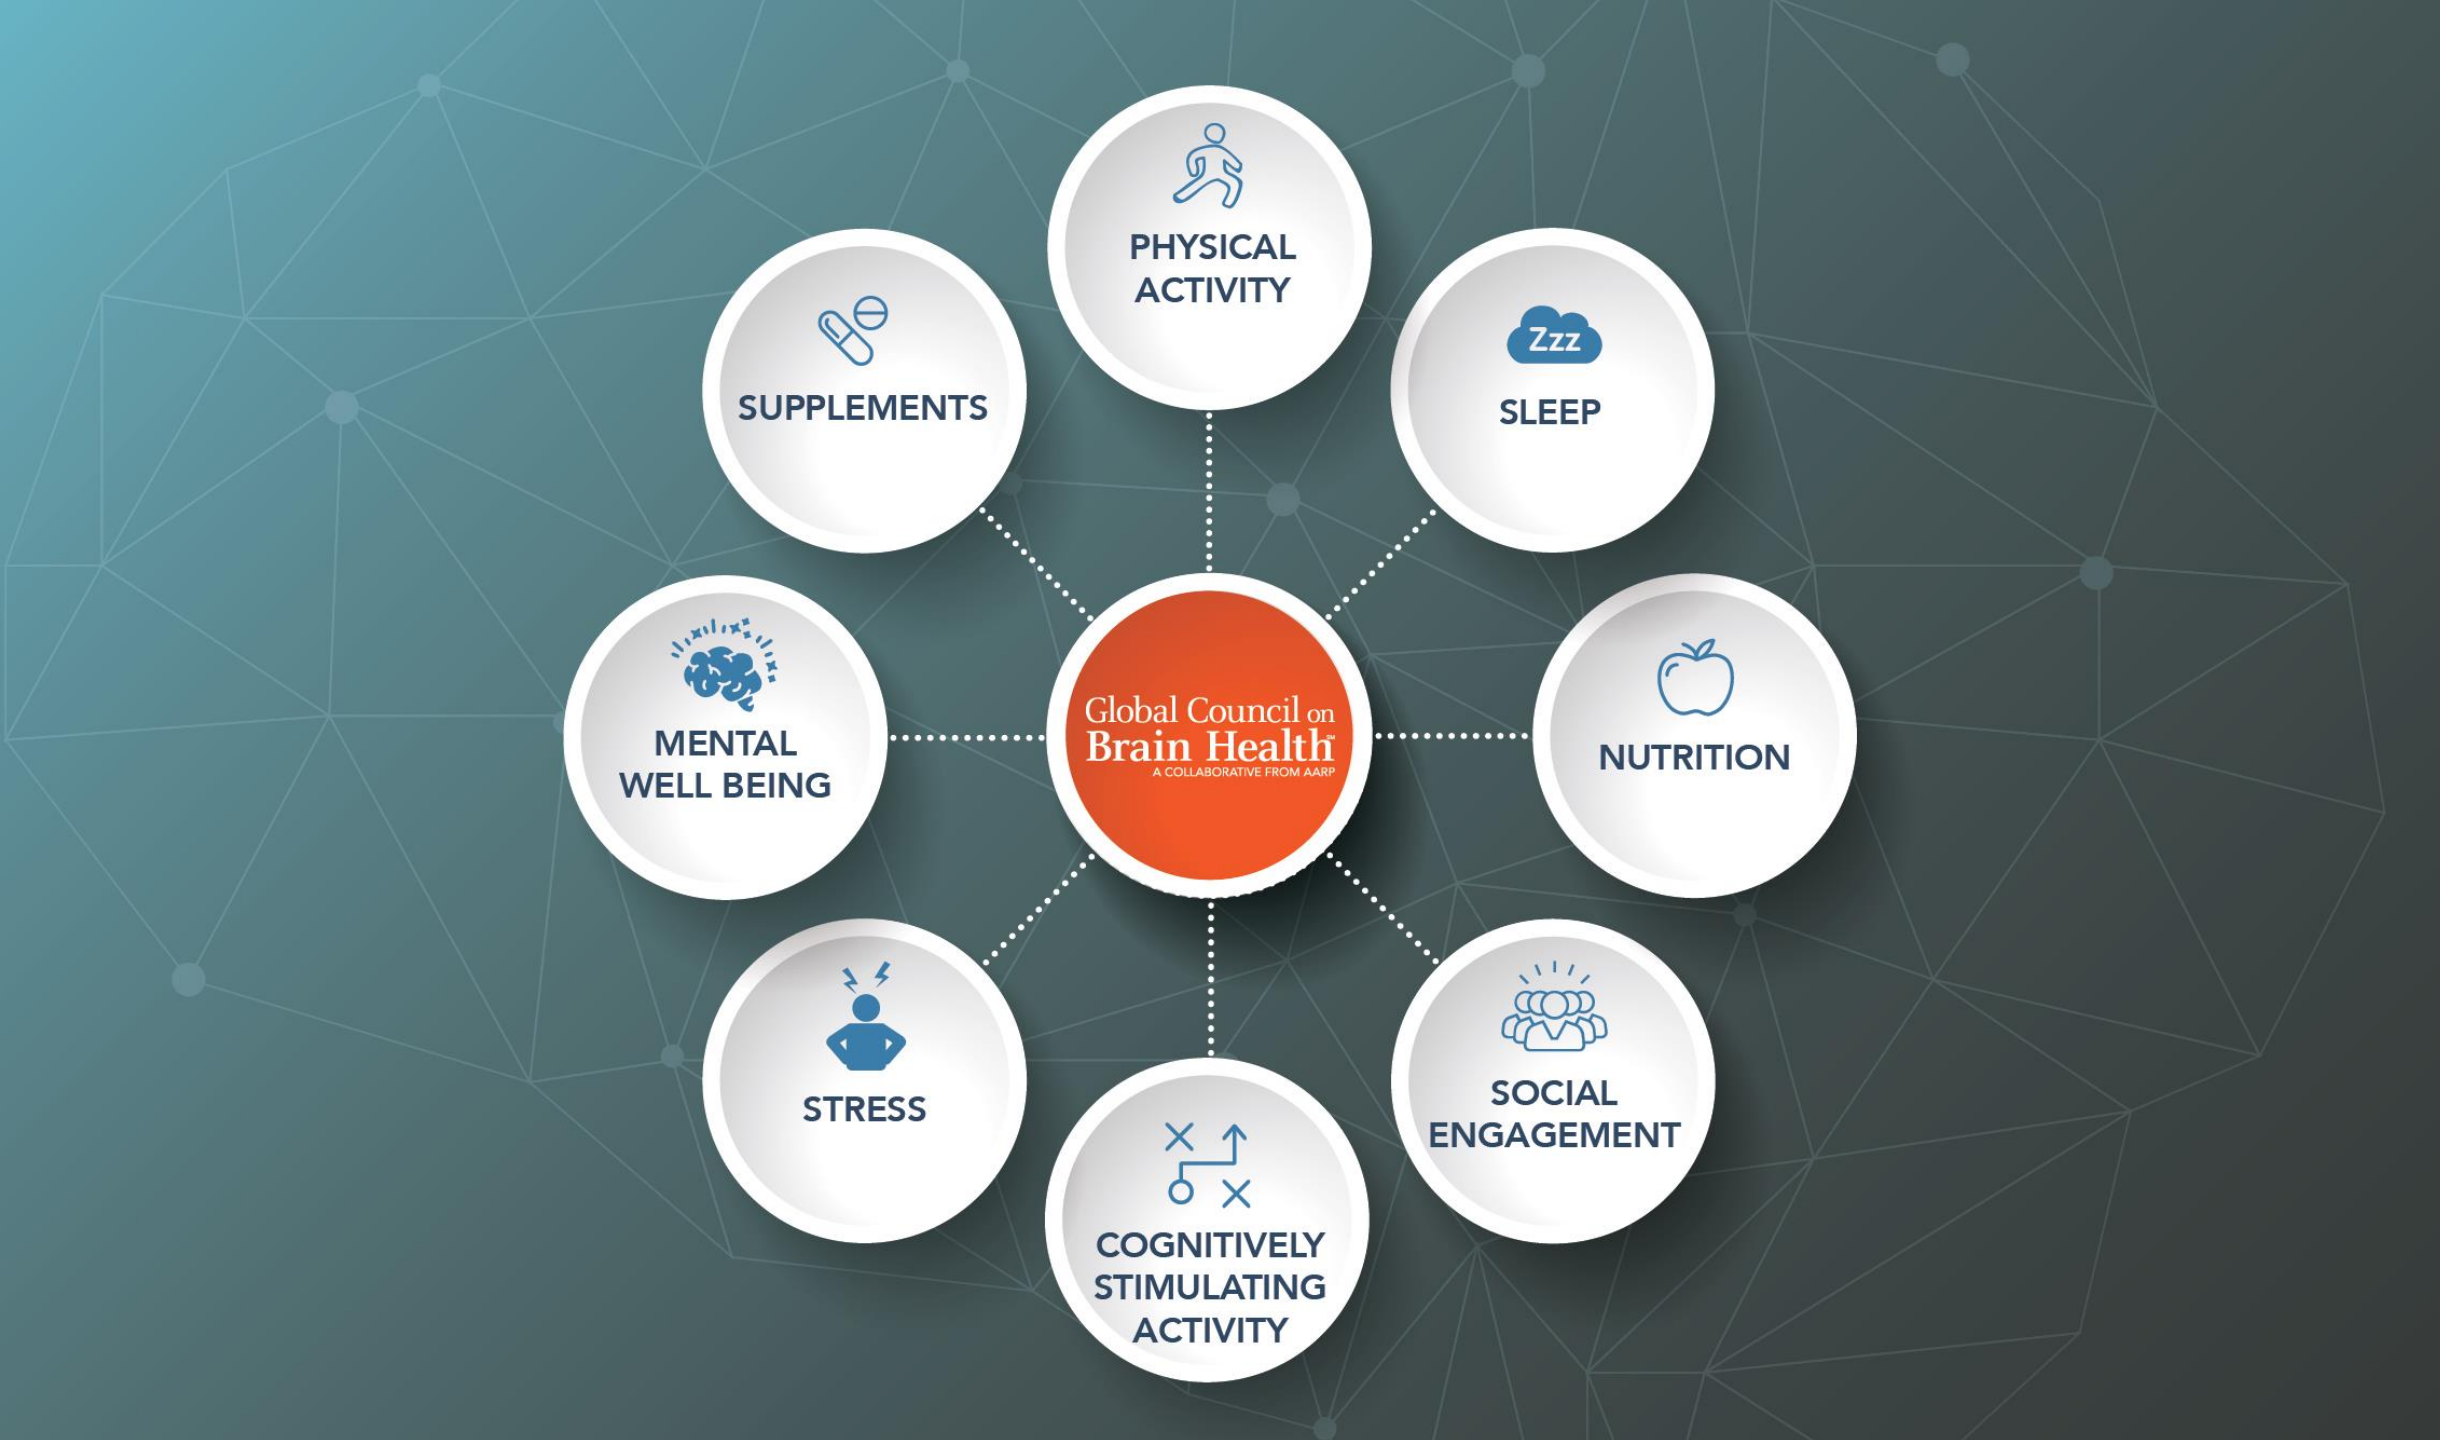 PHYSICAL
ACTIVITY
SUPPLEMENTS
Zzz
SLEEP
Global Council on
Brain Health℠
A COLLABORATIVE FROM AARP
MENTAL
WELL BEING
NUTRITION
STRESS
SOCIAL
ENGAGEMENT
COGNITIVELY
STIMULATING
ACTIVITY